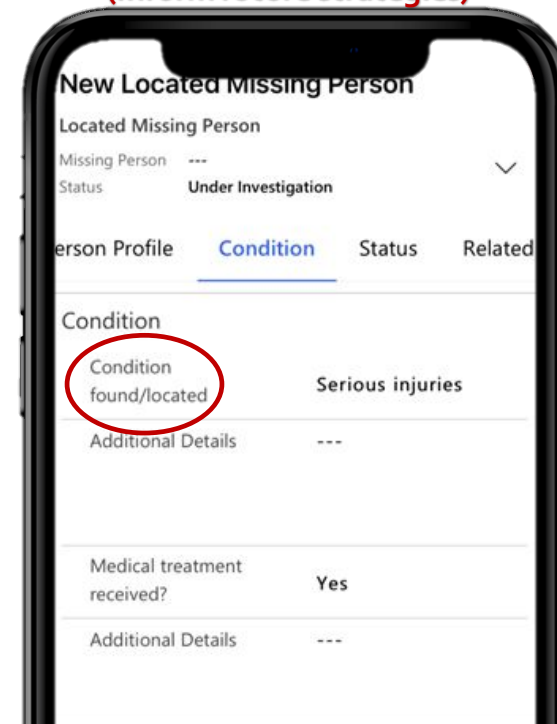 New Located Missing Person
Located Missing Person
Missing Person ---
Status Under Investigation
erson Profile Condition Status Related
Condition
Condition
found/located Serious injuries
Additional Details ---
Medical treatment
received? Yes
Additional Details ---